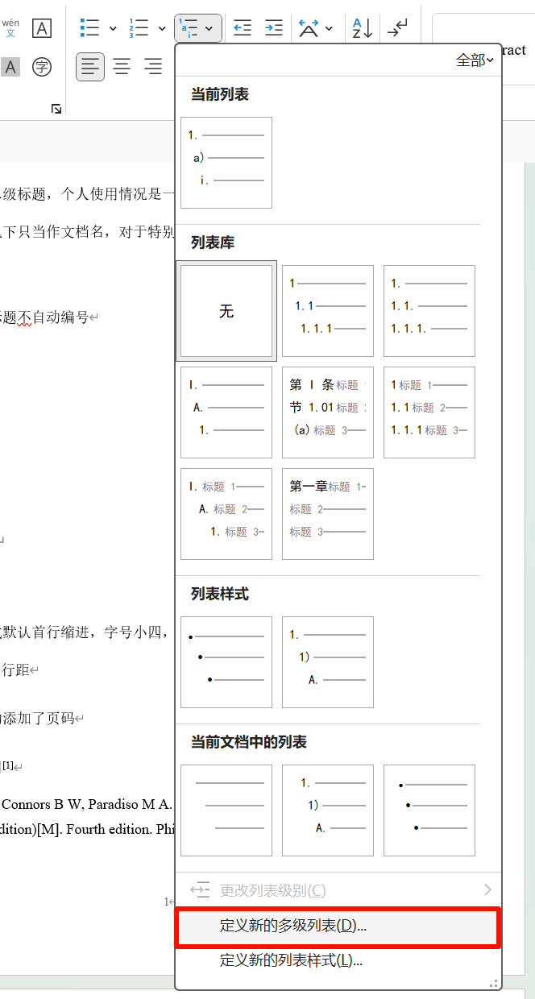 wén
文 A
A 字
A
Z
ract
全部
当前列表
1.
a)
i.
级标题，个人使用情况是一
下只当作文档名，对于特别
列表库
无
1
1.1
1.1.1
1.
1.1.
1.1.1.
题不自动编号↵
I.
A.
1.
第 I 条标题 1
节 1.01标题 2
(a)标题 3
1标题 1
1.1标题 2
1.1.1标题 3
I.标题 1
A.标题 2
1.标题 3
第一章标题 1
标题 2
标题 3
列表样式
•
•
•
1.
1)
A.
默认首行缩进，字号小四，
行距↵
添加了页码↵
当前文档中的列表
[1]↵
1.
1)
A.
•
•
•
Connors B W, Paradiso M A.
dition)[M]. Fourth edition. Phi
更改列表级别(C)
1
定义新的多级列表(D)...
定义新的列表样式(L)...